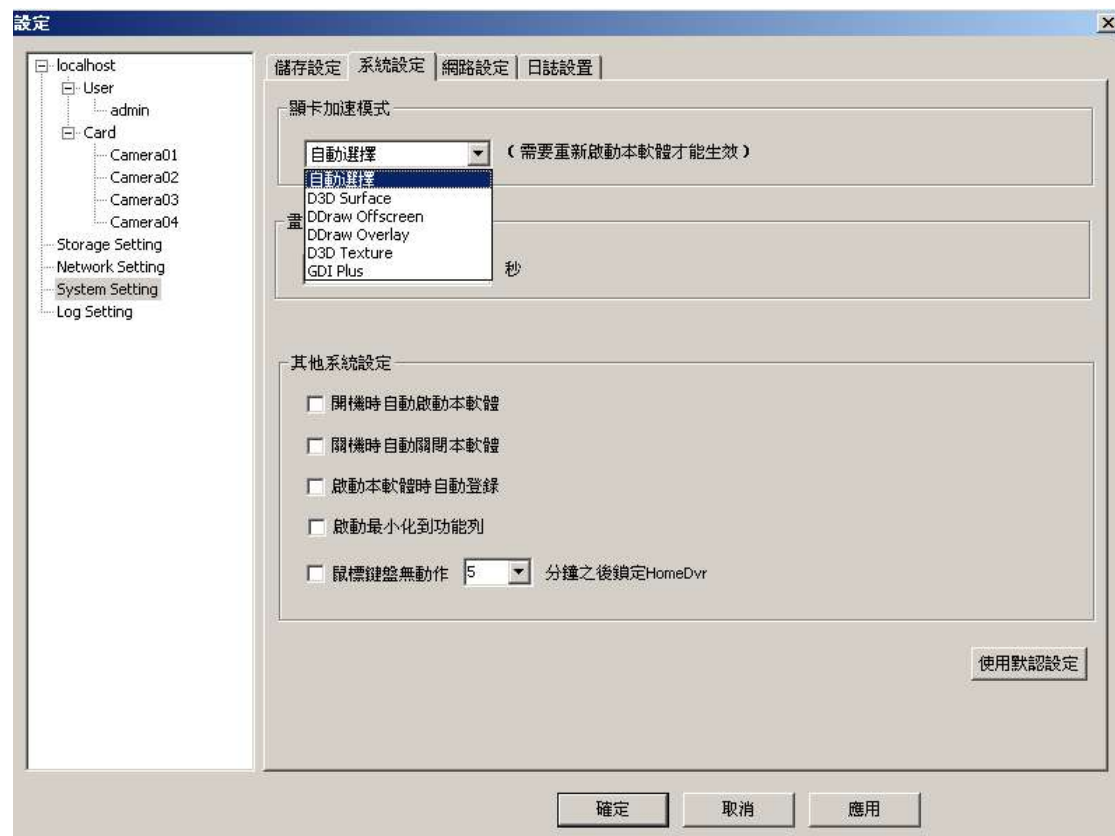 設定
localhost
User
admin
Card
Camera01
Camera02
Camera03
Camera04
Storage Setting
Network Setting
System Setting
Log Setting
儲存設定 系統設定 網路設定 日誌設置
顯卡加速模式
自動選擇 (需要重新啟動本軟體才能生效)
自動選擇
D3D Surface
DDraw Offscreen
DDraw Overlay
D3D Texture
GDI Plus
畫
秒
其他系統設定
開機時自動啟動本軟體
關機時自動關閉本軟體
啟動本軟體時自動登錄
啟動最小化到功能列
鼠標鍵盤無動作 5 分鐘之後鎖定HomeDvr
使用默認設定
確定 取消 應用